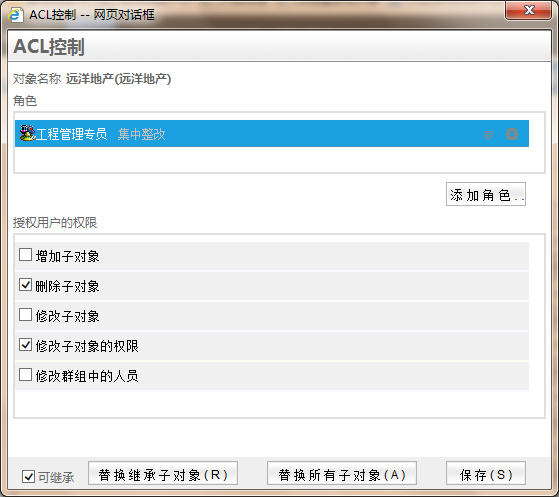 ACL控制 -- 网页对话框
ACL控制
对象名称 远洋地产(远洋地产)
角色
工程管理专员 集中整改
添加角色..
授权用户的权限
增加子对象
删除子对象
修改子对象
修改子对象的权限
修改群组中的人员
可继承 替换继承子对象(R) 替换所有子对象(A) 保存(S)